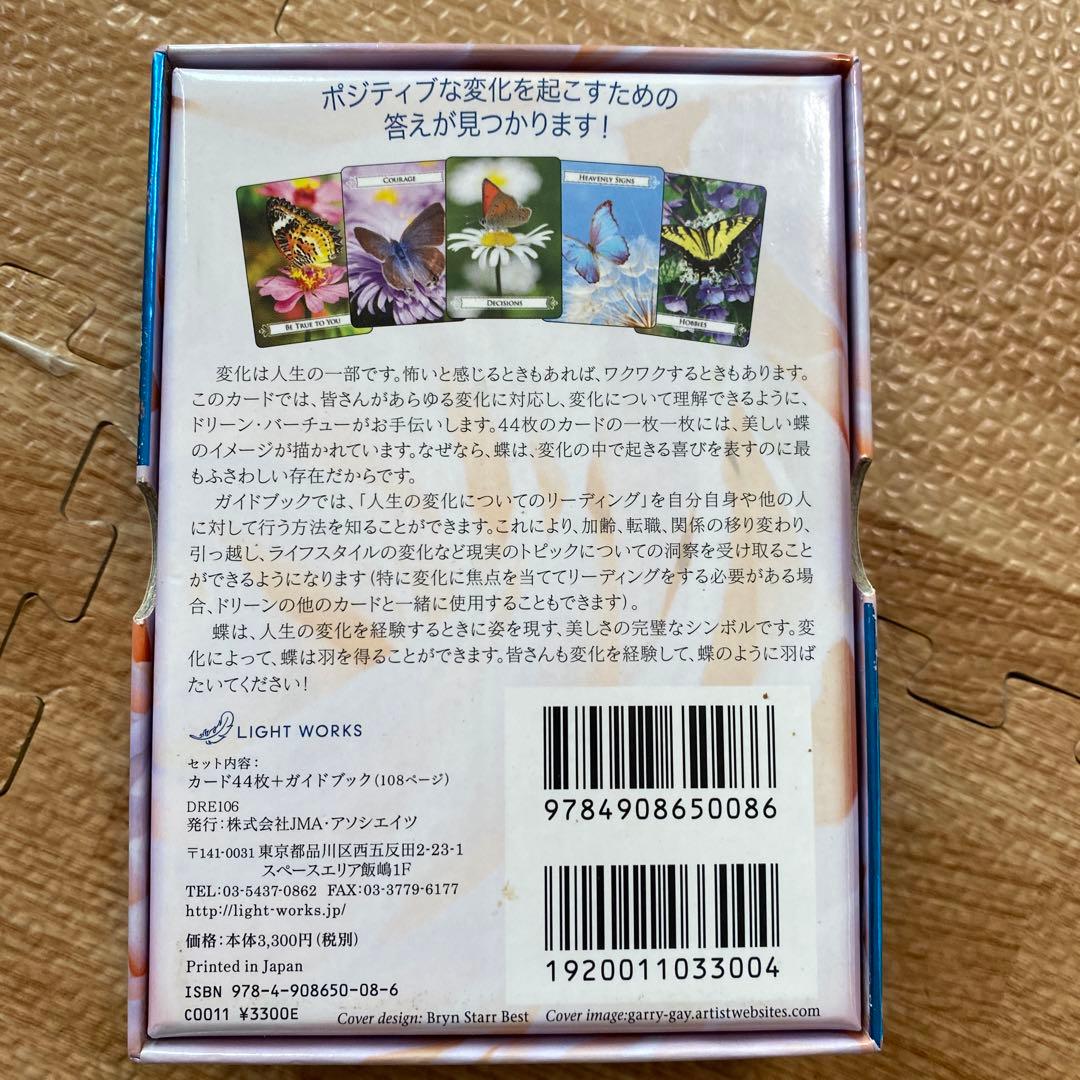 ポジティブな変化を起こすための
答えが見つかります!
COURAGE
HEAVENLY SIGNS
BE TRUE TO YOU
DECISIONS
HOBBIES
変化は人生の一部です。怖いと感じるときもあれば、ワクワクするときもあります。
このカードでは、皆さんがあらゆる変化に対応し、変化について理解できるように、
ドリーン・バーチューがお手伝いします。44枚のカードの一枚一枚には、美しい蝶
のイメージが描かれています。なぜなら、蝶は、変化の中で起きる喜びを表すのに最
もふさわしい存在だからです。
ガイドブックでは、「人生の変化についてのリーディング」を自分自身や他の人
に対して行う方法を知ることができます。これにより、加齢、転職、関係の移り変わり、
引っ越し、ライフスタイルの変化など現実のトピックについての洞察を受け取ること
ができるようになります(特に変化に焦点を当ててリーディングをする必要がある場
合、ドリーンの他のカードと一緒に使用することもできます)。
蝶は、人生の変化を経験するときに姿を現す、美しさの完璧なシンボルです。変
化によって、蝶は羽を得ることができます。皆さんも変化を経験して、蝶のように羽ば
たいてください!
LIGHT WORKS
セット内容:
カード44枚+ガイドブック(108ページ)
DRE106
発行:株式会社JMA・アソシエイツ
〒141-0031 東京都品川区西五反田2-23-1
スペースエリア飯嶋1F
TEL:03-5437-0862 FAX:03-3779-6177
http://light-works.jp/
価格:本体3,300円(税別)
Printed in Japan
ISBN 978-4-908650-08-6
C0011 ¥3300E
9784908650086
1920011033004
Cover design: Bryn Starr Best Cover image:garry-gay.artistwebsites.com